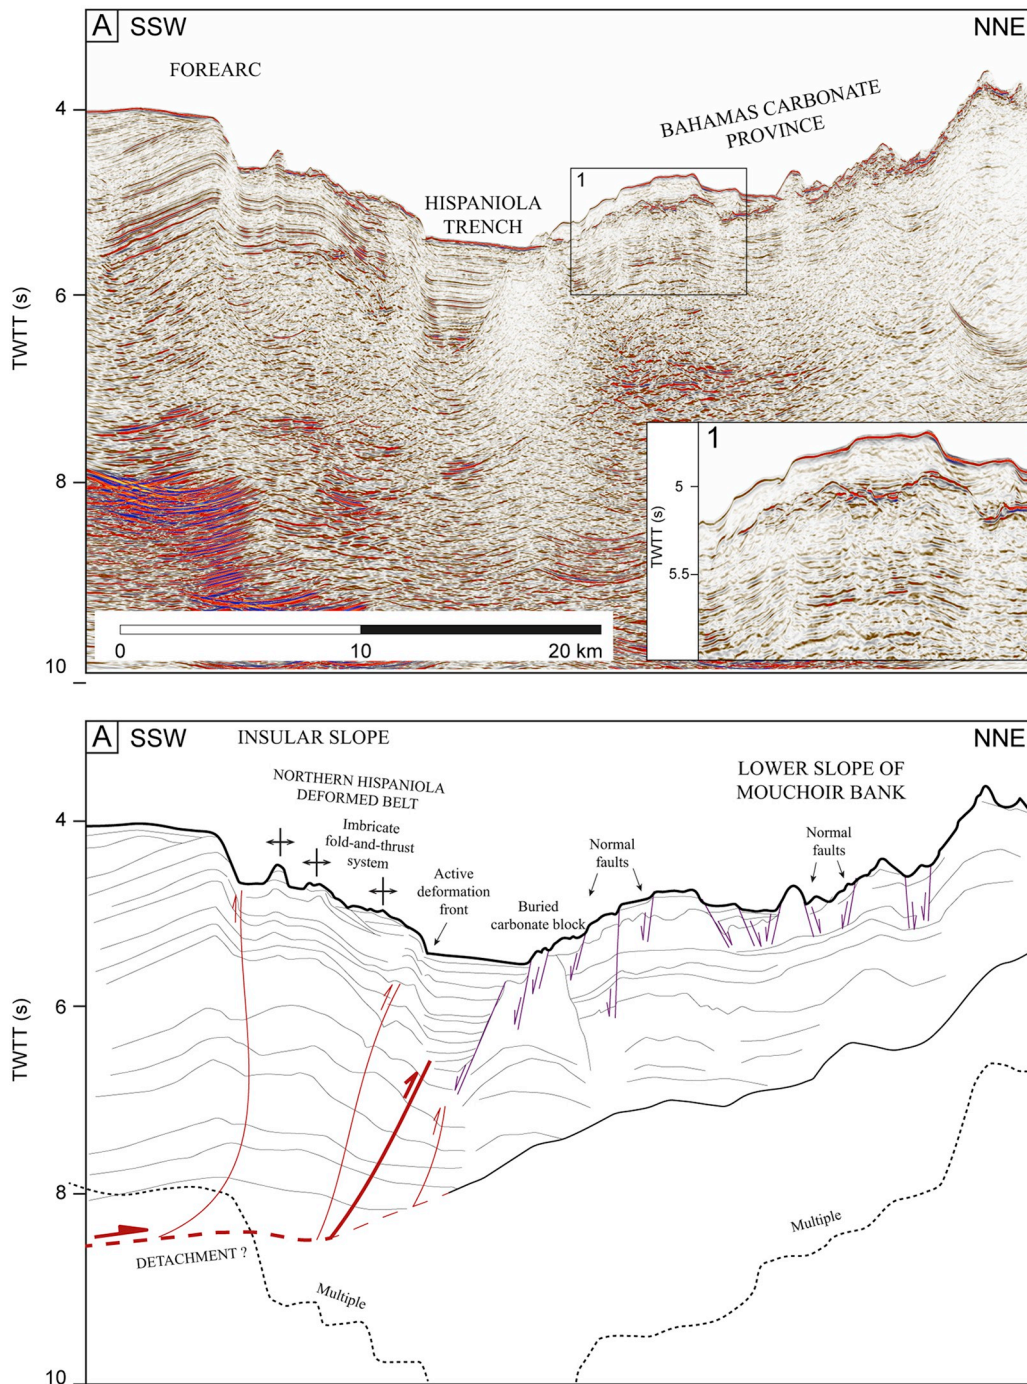 A SSW
NNE
FOREARC
BAHAMAS CARBONATE
PROVINCE
4
1
HISPANIOLA
TRENCH
6
TWTT (s)
8
1
5
TWTT (s)
5.5
0
10
20 km
10
A SSW
INSULAR SLOPE
NNE
NORTHERN HISPANIOLA
DEFORMED BELT
LOWER SLOPE OF
MOUCHOIR BANK
4
Imbricate
fold-and-thrust
system
Normal
faults
Normal
faults
Active
deformation
front
Buried
carbonate block
6
TWTT (s)
8
DETACHMENT ?
Multiple
Multiple
10